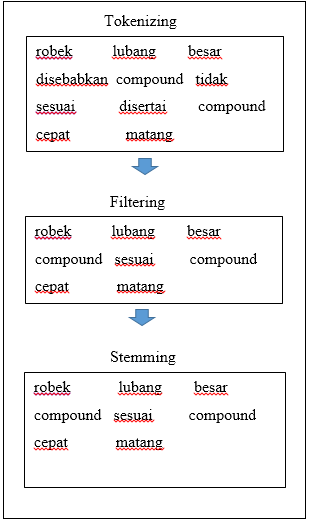 Tokenizing
robek lubang besar
disebabkan compound tidak
sesuai disertai compound
cepat matang
Filtering
robek lubang besar
compound sesuai compound
cepat matang
Stemming
robek lubang besar
compound sesuai compound
cepat matang